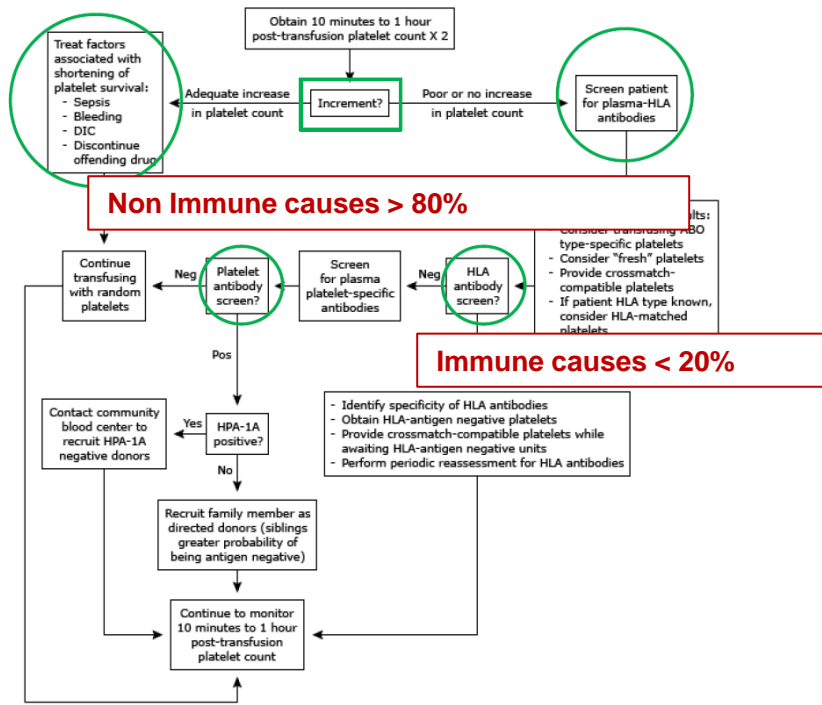 Obtain 10 minutes to 1 hour
post-transfusion platelet count X 2
Treat factors
associated with
shortening of
platelet survival:
- Sepsis
- Bleeding
- DIC
- Discontinue
offending drug
Adequate increase
in platelet count
Increment?
Poor or no increase
in platelet count
Screen patient
for plasma-HLA
antibodies
Non Immune causes > 80%
type-specific platelets
- Consider "fresh" platelets
- Provide crossmatch-
compatible platelets
- If patient HLA type known,
consider HLA-matched
platelets
Continue
transfusing
with random
platelets
Neg
Platelet
antibody
screen?
Screen
for plasma
platelet-specific
antibodies
Neg
HLA
antibody
screen?
Immune causes < 20%
Pos
Contact community
blood center to
recruit HPA-1A
negative donors
Yes
HPA-1A
positive?
No
- Identify specificity of HLA antibodies
- Obtain HLA-antigen negative platelets
- Provide crossmatch-compatible platelets while
awaiting HLA-antigen negative units
- Perform periodic reassessment for HLA antibodies
Recruit family member as
directed donors (siblings
greater probability of
being antigen negative)
Continue to monitor
10 minutes to 1 hour
post-transfusion
platelet count